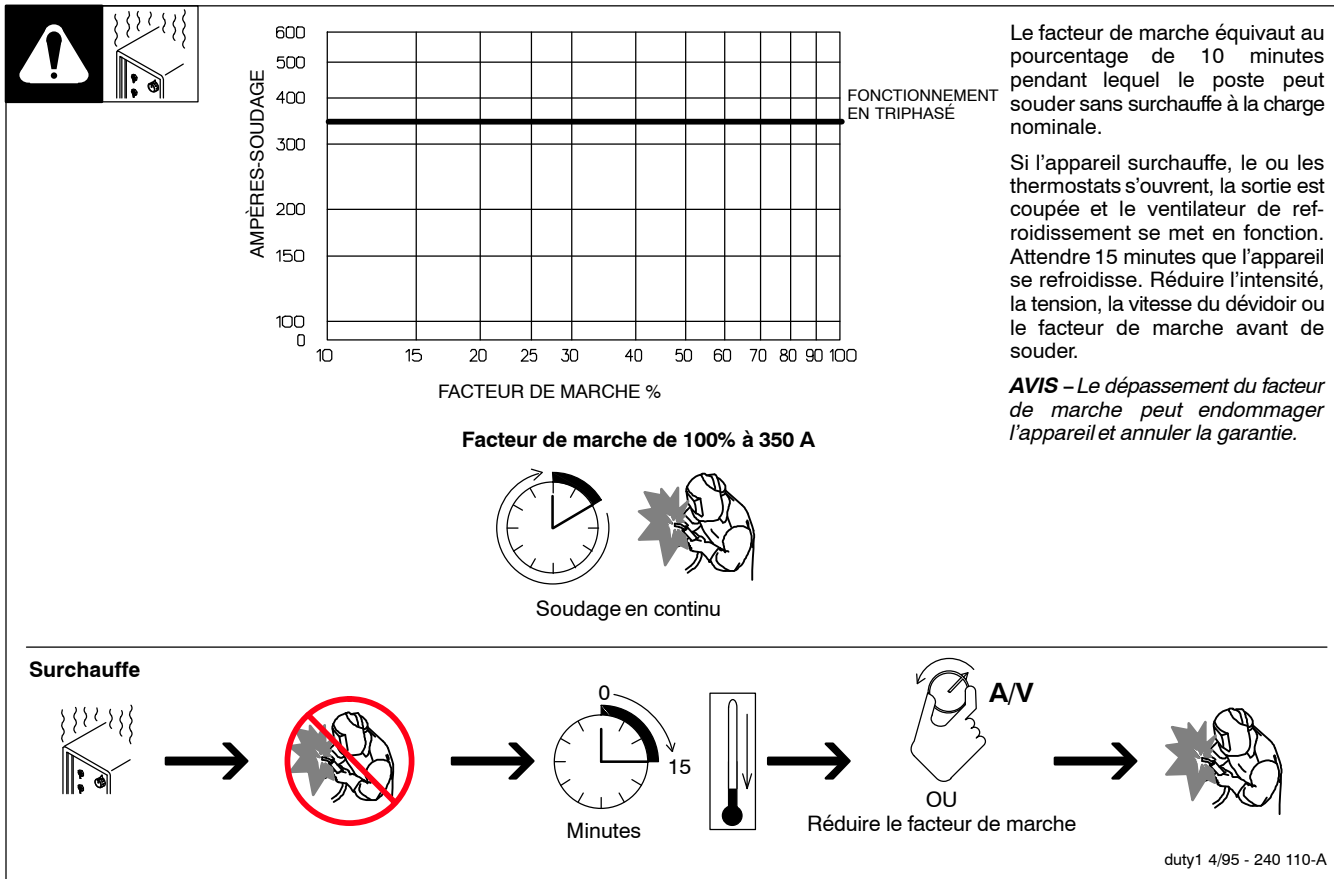 600
500
400
300
200
150
100
0
AMPÈRES-SOUDAGE
10 15 20 25 30 40 50 60 70 80 90 100
FACTEUR DE MARCHE %
FONCTIONNEMENT
EN TRIPHASÉ
Le facteur de marche équivaut au
pourcentage de 10 minutes
pendant lequel le poste peut
souder sans surchauffe à la charge
nominale.
Si l'appareil surchauffe, le ou les
thermostats s'ouvrent, la sortie est
coupée et le ventilateur de ref-
roidissement se met en fonction.
Attendre 15 minutes que l'appareil
se refroidisse. Réduire l'intensité,
la tension, la vitesse du dévidoir ou
le facteur de marche avant de
souder.
AVIS – Le dépassement du facteur
de marche peut endommager
l'appareil et annuler la garantie.
Facteur de marche de 100% à 350 A
Soudage en continu
Surchauffe
0
15
Minutes
A/V
OU
Réduire le facteur de marche
duty1 4/95 - 240 110-A